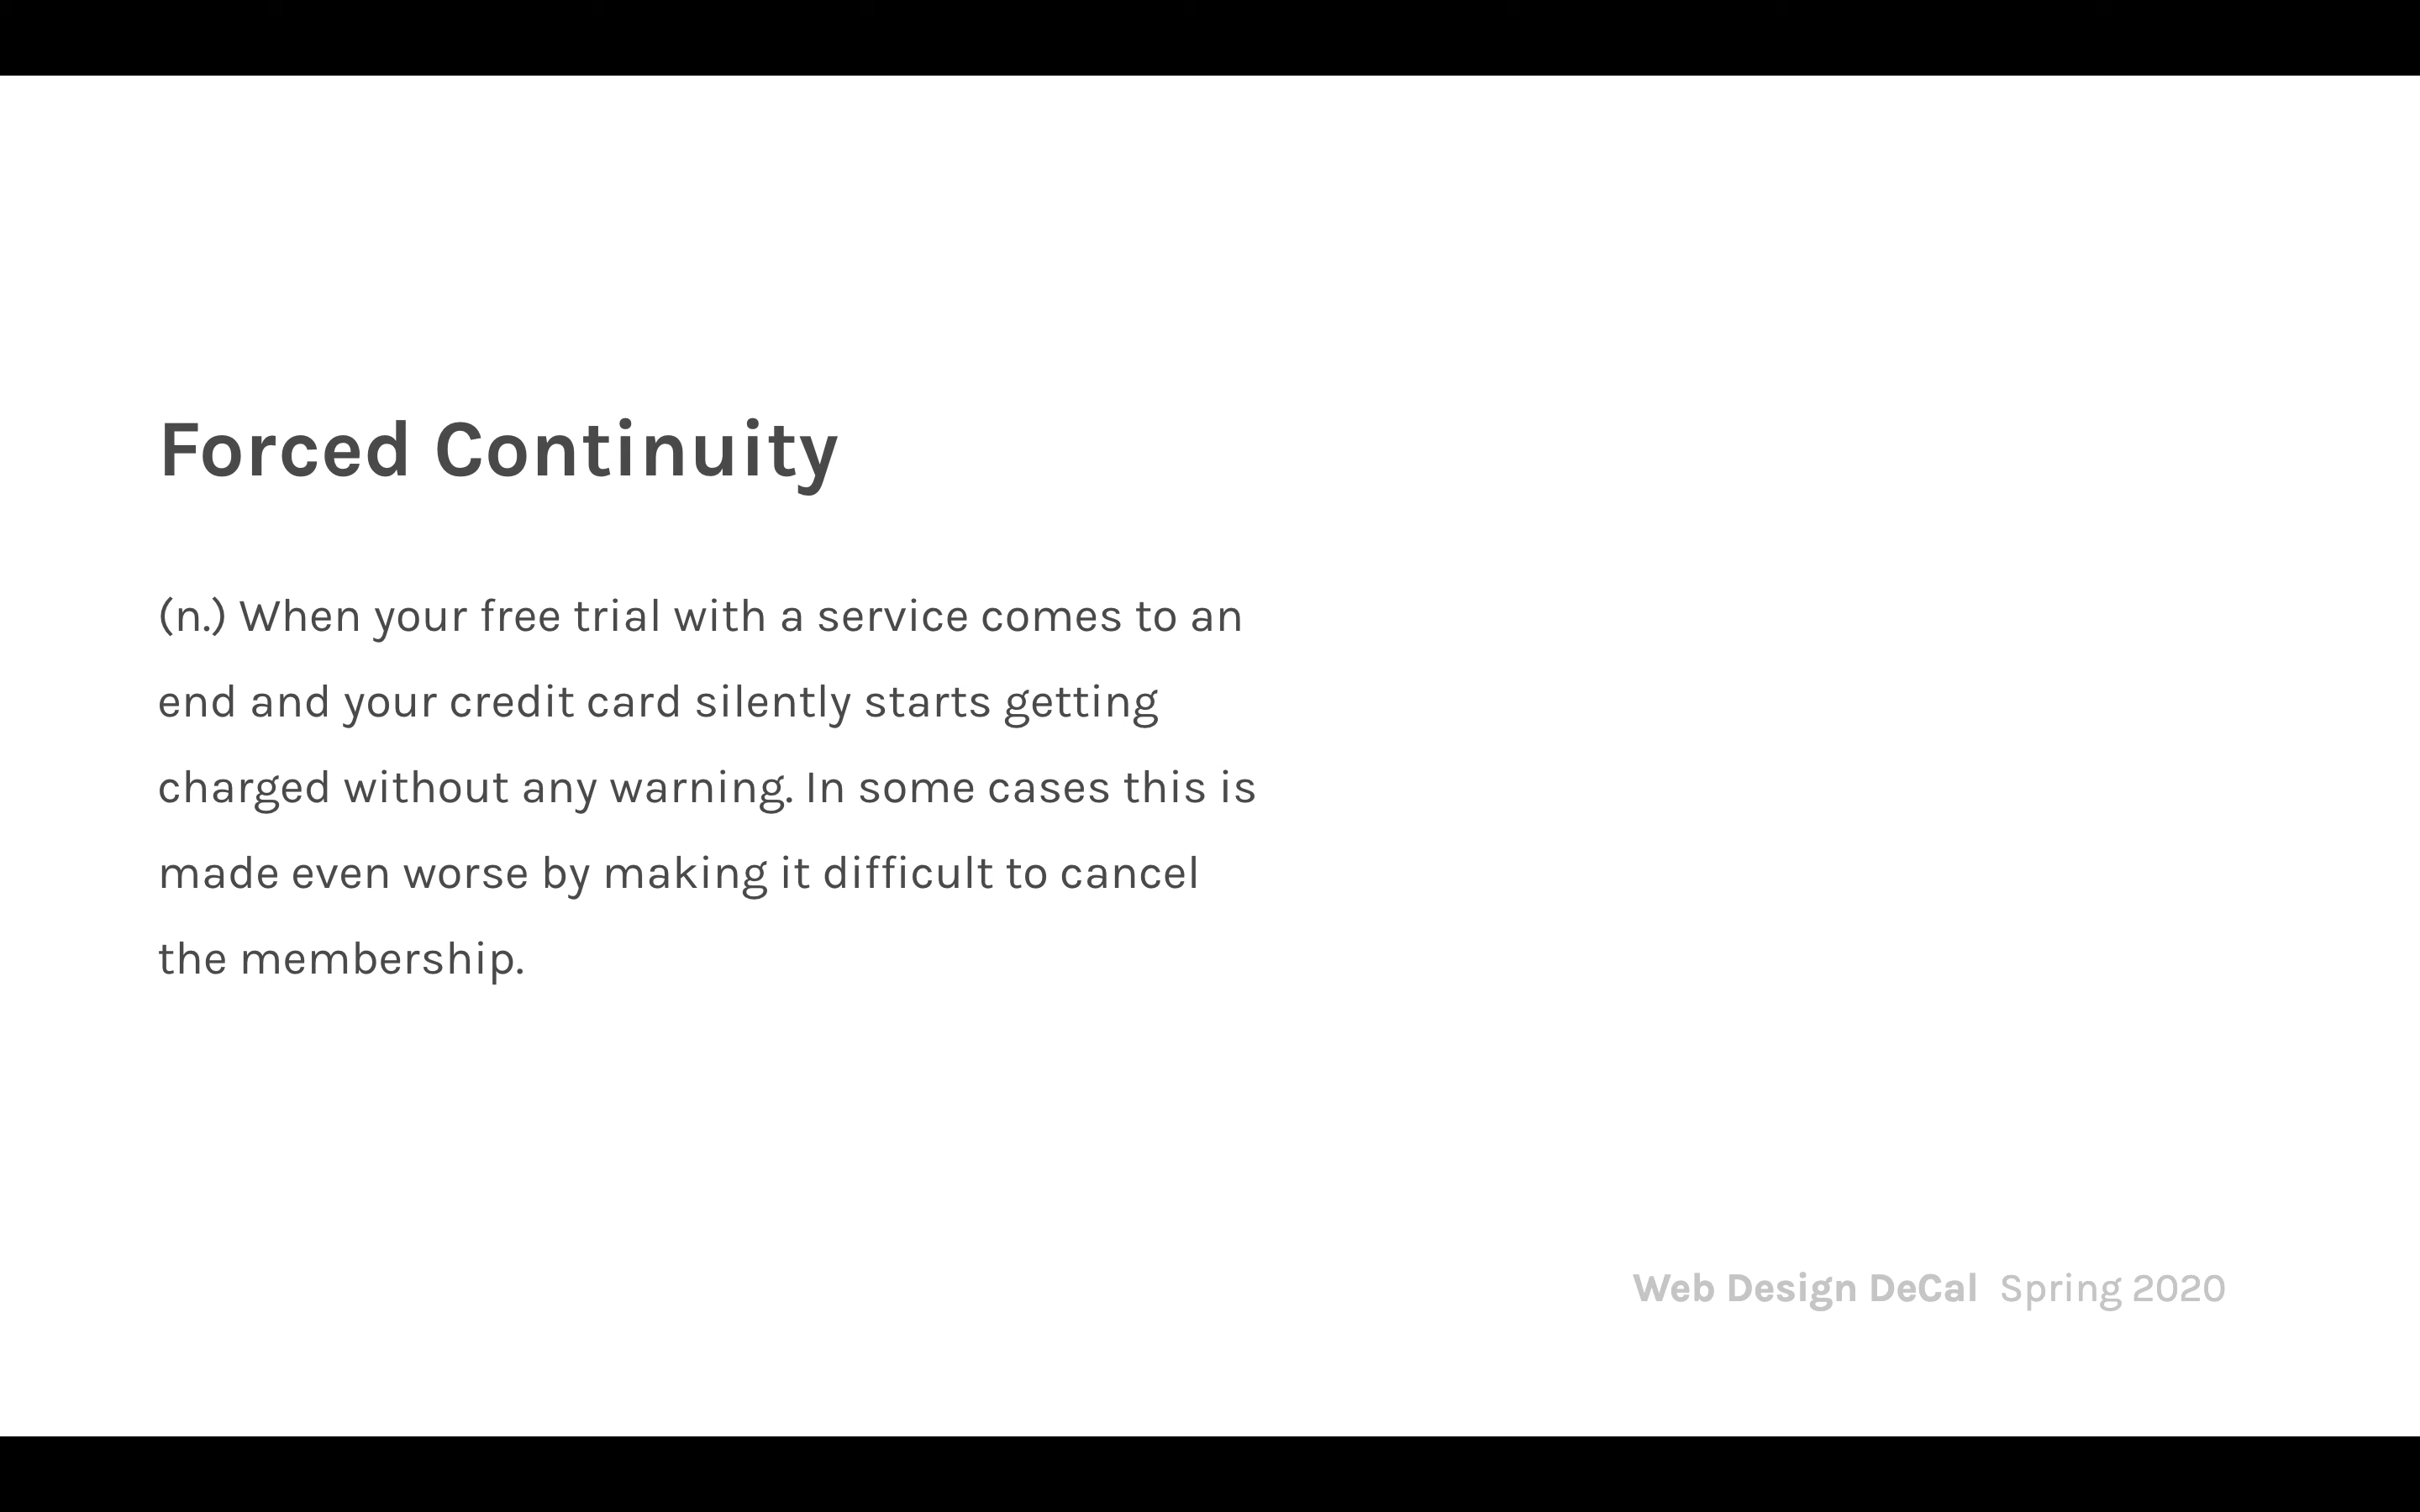 Forced Continuity
(n.) When your free trial with a service comes to an
end and your credit card silently starts getting
charged without any warning. In some cases this is
made even worse by making it difficult to cancel
the membership.
Web Design DeCal Spring 2020